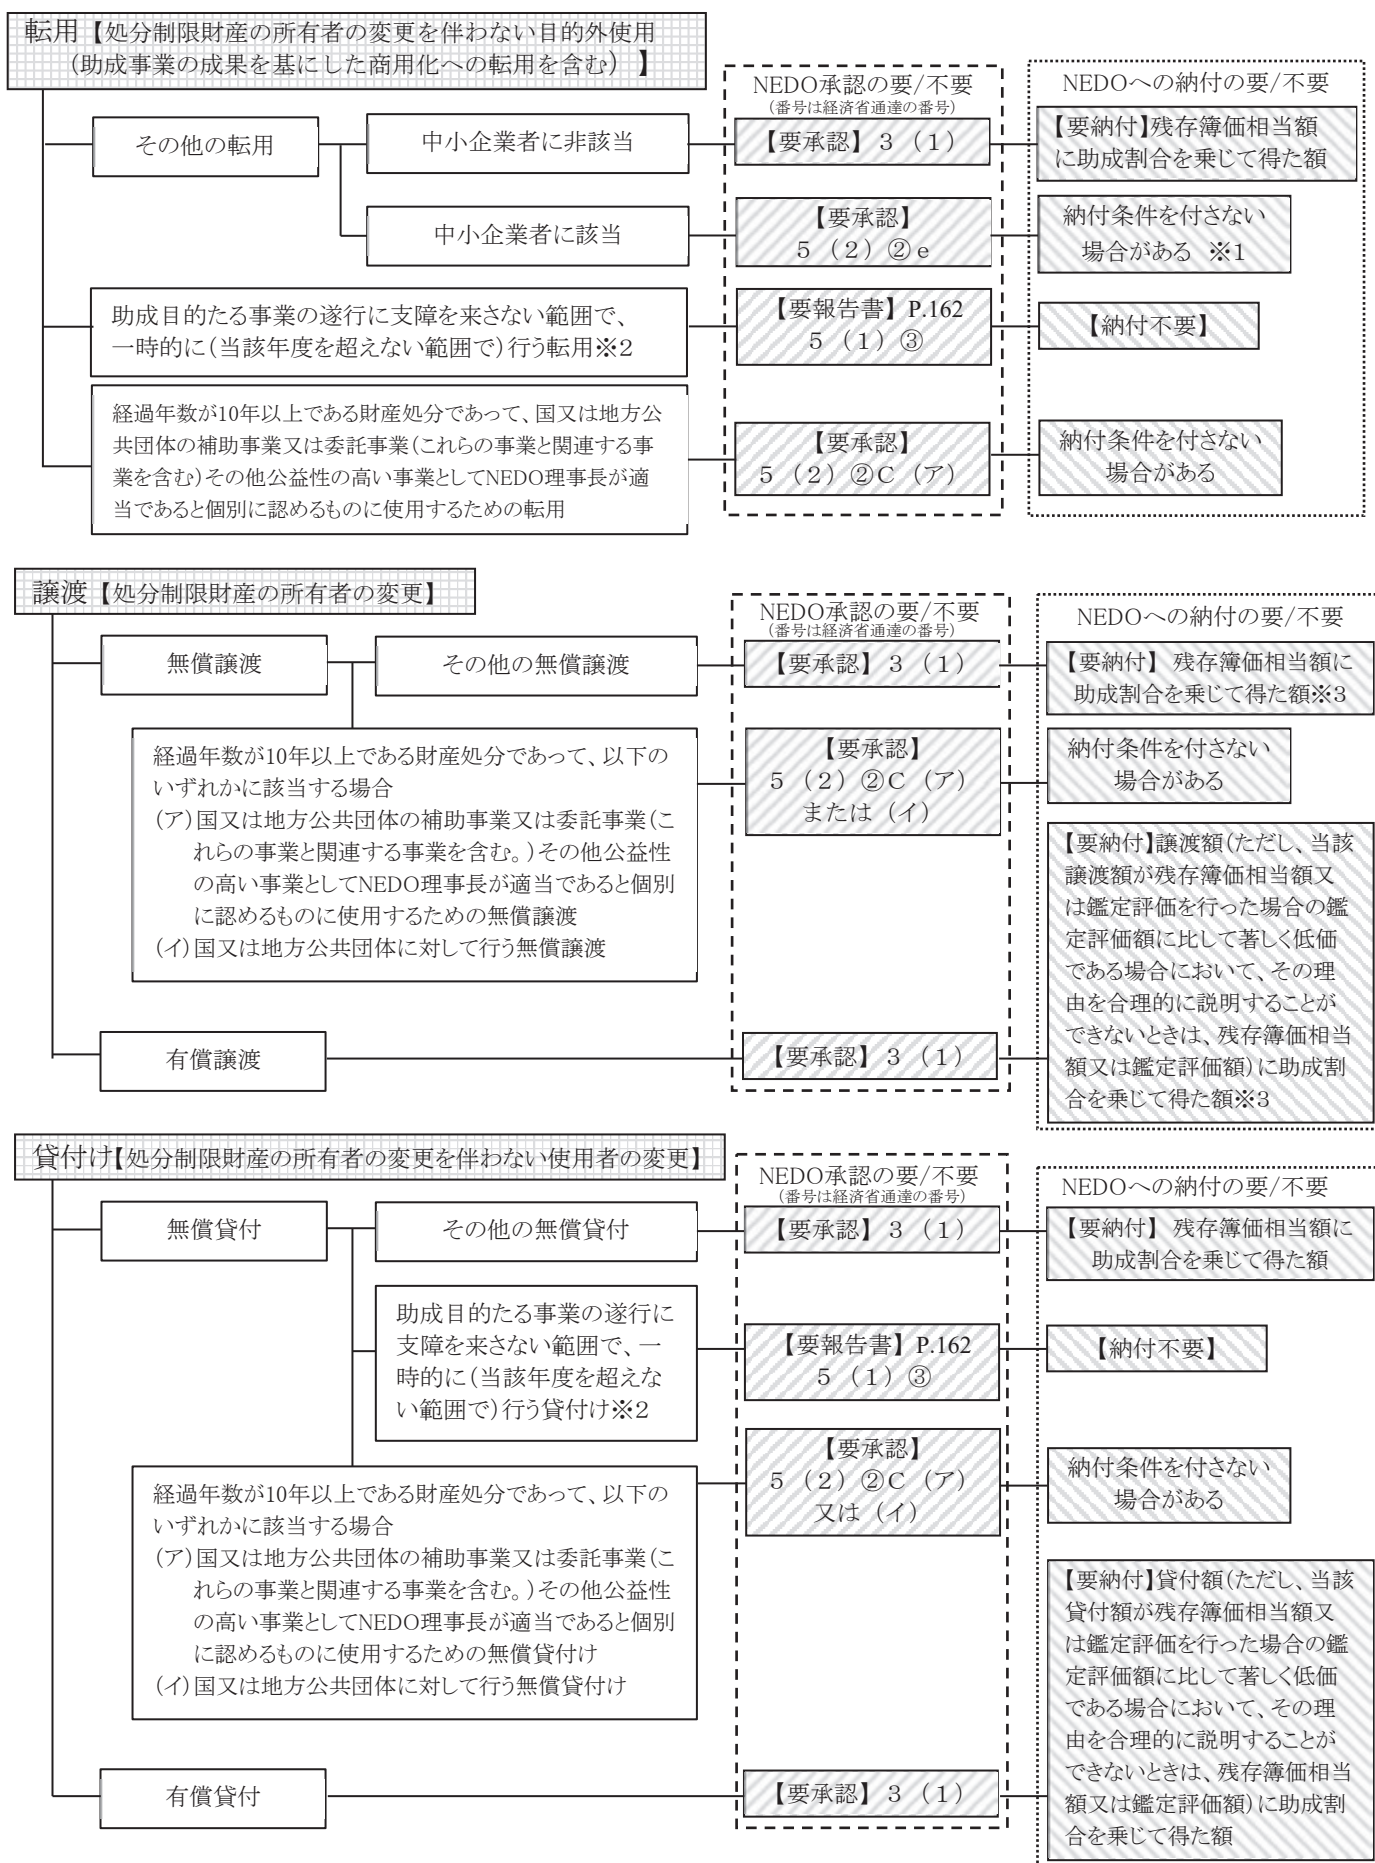 転用【処分制限財産の所有者の変更を伴わない目的外使用
(助成事業の成果を基にした商用化への転用を含む) 】
NEDO承認の要/不要
(番号は経済省通達の番号)
NEDOへの納付の要/不要
その他の転用
中小企業者に非該当
【要承認】3 (1)
【要納付】残存簿価相当額
に助成割合を乗じて得た額
中小企業者に該当
【要承認】
5 (2) ② e
納付条件を付さない
場合がある ※1
助成目的たる事業の遂行に支障を来さない範囲で、
一時的に(当該年度を超えない範囲で)行う転用※2
【要報告書】P.162
5 (1) ③
【納付不要】
経過年数が10年以上である財産処分であって、国又は地方公
共団体の補助事業又は委託事業(これらの事業と関連する事
業を含む)その他公益性の高い事業としてNEDO理事長が適
当であると個別に認めるものに使用するための転用
【要承認】
5 (2) ②C (ア)
納付条件を付さない
場合がある
譲渡【処分制限財産の所有者の変更】
NEDO承認の要/不要
(番号は経済省通達の番号)
NEDOへの納付の要/不要
無償譲渡
その他の無償譲渡
【要承認】3 (1)
【要納付】 残存簿価相当額に
助成割合を乗じて得た額※3
経過年数が10年以上である財産処分であって、以下の
いずれかに該当する場合
(ア)国又は地方公共団体の補助事業又は委託事業(こ
れらの事業と関連する事業を含む。)その他公益性
の高い事業としてNEDO理事長が適当であると個別
に認めるものに使用するための無償譲渡
(イ)国又は地方公共団体に対して行う無償譲渡
【要承認】
5 (2) ②C (ア)
または (イ)
納付条件を付さない
場合がある
有償譲渡
【要承認】3 (1)
【要納付】譲渡額(ただし、当該
譲渡額が残存簿価相当額又
は鑑定評価を行った場合の鑑
定評価額に比して著しく低価
である場合において、その理
由を合理的に説明することが
できないときは、残存簿価相当
額又は鑑定評価額)に助成割
合を乗じて得た額※3
貸付け【処分制限財産の所有者の変更を伴わない使用者の変更】
NEDO承認の要/不要
(番号は経済省通達の番号)
NEDOへの納付の要/不要
無償貸付
その他の無償貸付
【要承認】3 (1)
【要納付】 残存簿価相当額に
助成割合を乗じて得た額
助成目的たる事業の遂行に
支障を来さない範囲で、一
時的に(当該年度を超えな
い範囲で)行う貸付け※2
【要報告書】P.162
5 (1) ③
【納付不要】
経過年数が10年以上である財産処分であって、以下の
いずれかに該当する場合
(ア)国又は地方公共団体の補助事業又は委託事業(こ
れらの事業と関連する事業を含む。)その他公益性
の高い事業としてNEDO理事長が適当であると個別
に認めるものに使用するための無償貸付け
(イ)国又は地方公共団体に対して行う無償貸付け
【要承認】
5 (2) ②C (ア)
又は (イ)
納付条件を付さない
場合がある
有償貸付
【要承認】3 (1)
【要納付】貸付額(ただし、当該
貸付額が残存簿価相当額又
は鑑定評価を行った場合の鑑
定評価額に比して著しく低価
である場合において、その理
由を合理的に説明することが
できないときは、残存簿価相当
額又は鑑定評価額)に助成割
合を乗じて得た額